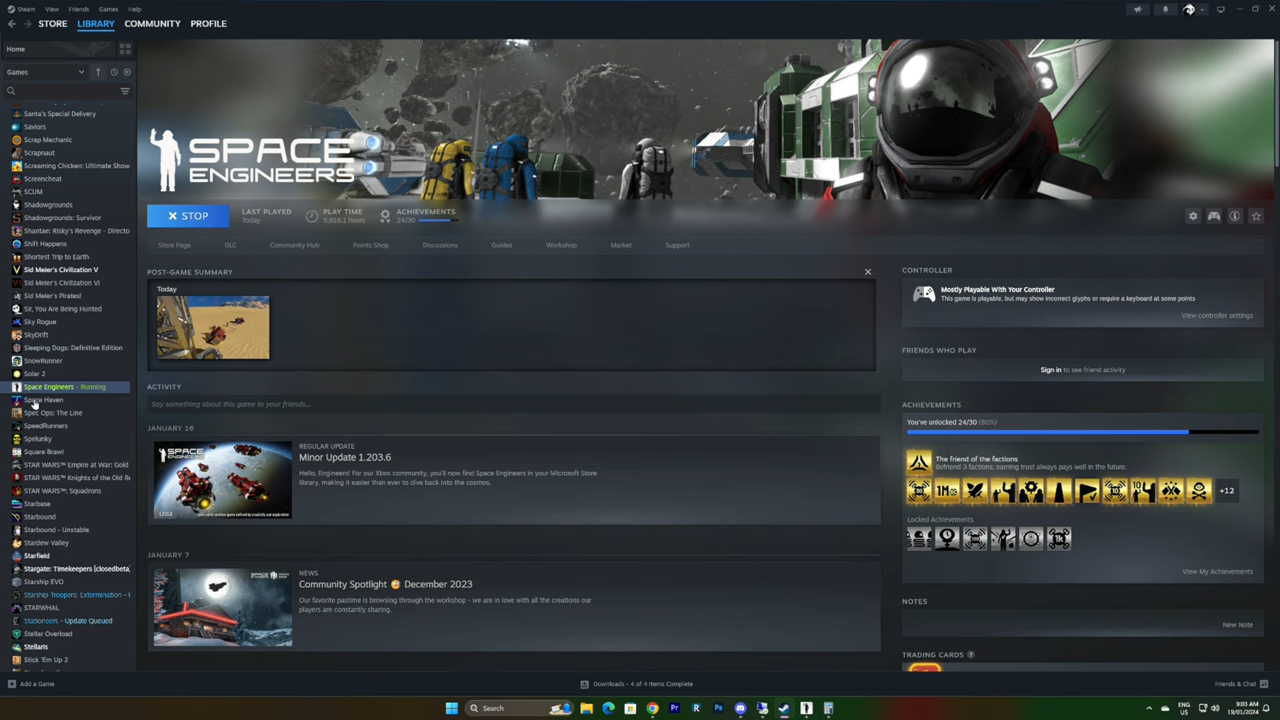 Steam View Friends Games Help
STORE LIBRARY COMMUNITY PROFILE
Home
Games
Santa's Special Delivery
Saviors
Scrap Mechanic
Scrapnaut
Screaming Chicken: Ultimate Show
Screencheat
SCUM
Shadowgrounds
Shadowgrounds: Survivor
Shantae: Risky's Revenge - Directo
Shift Happens
Shortest Trip to Earth
Sid Meier's Civilization V
Sid Meier's Civilization VI
Sid Meier's Pirates!
Sir, You Are Being Hunted
Sky Rogue
SkyDrift
Sleeping Dogs: Definitive Edition
SnowRunner
Solar 2
Space Engineers - Running
Space Haven
Spec Ops: The Line
SpeedRunners
Spelunky
Square Brawl
STAR WARS™ Empire at War: Gold
STAR WARS™ Knights of the Old Re
STAR WARS™: Squadrons
Starbase
Starbound
Starbound - Unstable
Stardew Valley
Starfield
Stargate: Timekeepers [closedbeta]
Starship EVO
Starship Troopers: Extermination -
STARWHAL
Stationeers - Update Queued
Stellar Overload
Stellaris
Stick 'Em Up 2
Add a Game
SPACE
ENGINEERS
STOP
LAST PLAYED
Today
PLAY TIME
5,616.1 hours
ACHIEVEMENTS
24/30
Store Page DLC Community Hub Points Shop Discussions Guides Workshop Market Support
POST-GAME SUMMARY
Today
ACTIVITY
Say something about this game to your friends...
JANUARY 16
SPACE
ENGINEERS
REGULAR UPDATE
Minor Update 1.203.6
Hello, Engineers! For our Xbox community, you'll now find Space Engineers in your Microsoft Store
library, making it easier than ever to dive back into the cosmos.
JANUARY 7
NEWS
Community Spotlight December 2023
Our favorite pastime is browsing through the workshop - we are in love with all the creations our
players are constantly sharing.
CONTROLLER
Mostly Playable With Your Controller
This game is playable, but may show incorrect glyphs or require a keyboard at some points
View controller settings
FRIENDS WHO PLAY
Sign in to see friend activity
ACHIEVEMENTS
You've unlocked 24/30 (80%)
The friend of the factions
Befriend 3 factions; earning trust always pays well in the future.
+12
Locked Achievements
View My Achievements
NOTES
New Note
TRADING CARDS
Downloads - 4 of 4 Items Complete
Friends & Chat
Search
ENG
US
9:03 AM
19/01/2024